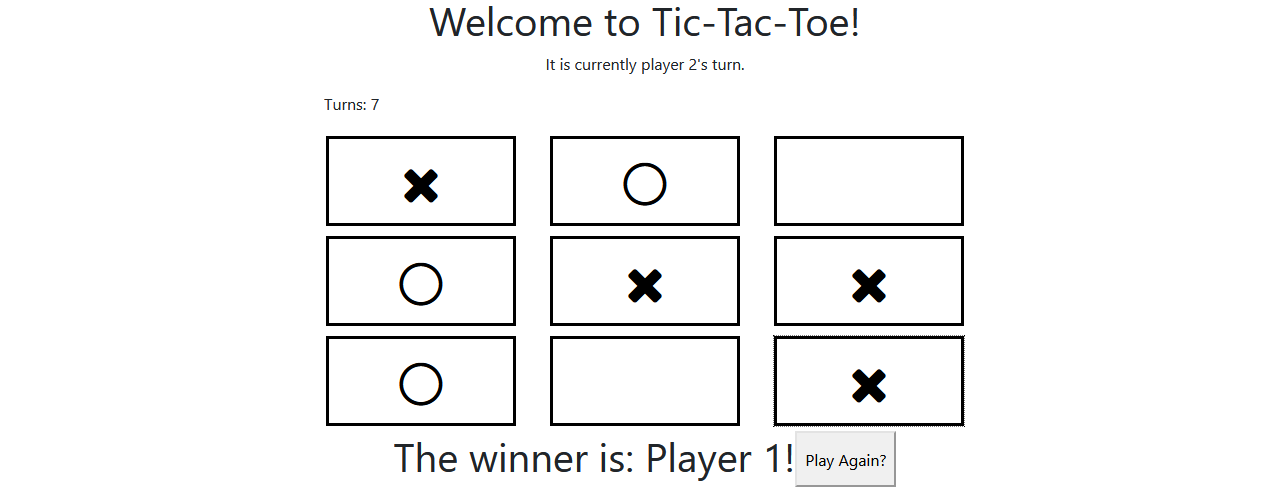 Welcome to Tic-Tac-Toe!
It is currently player 2's turn.
Turns: 7
The winner is: Player 1! Play Again?